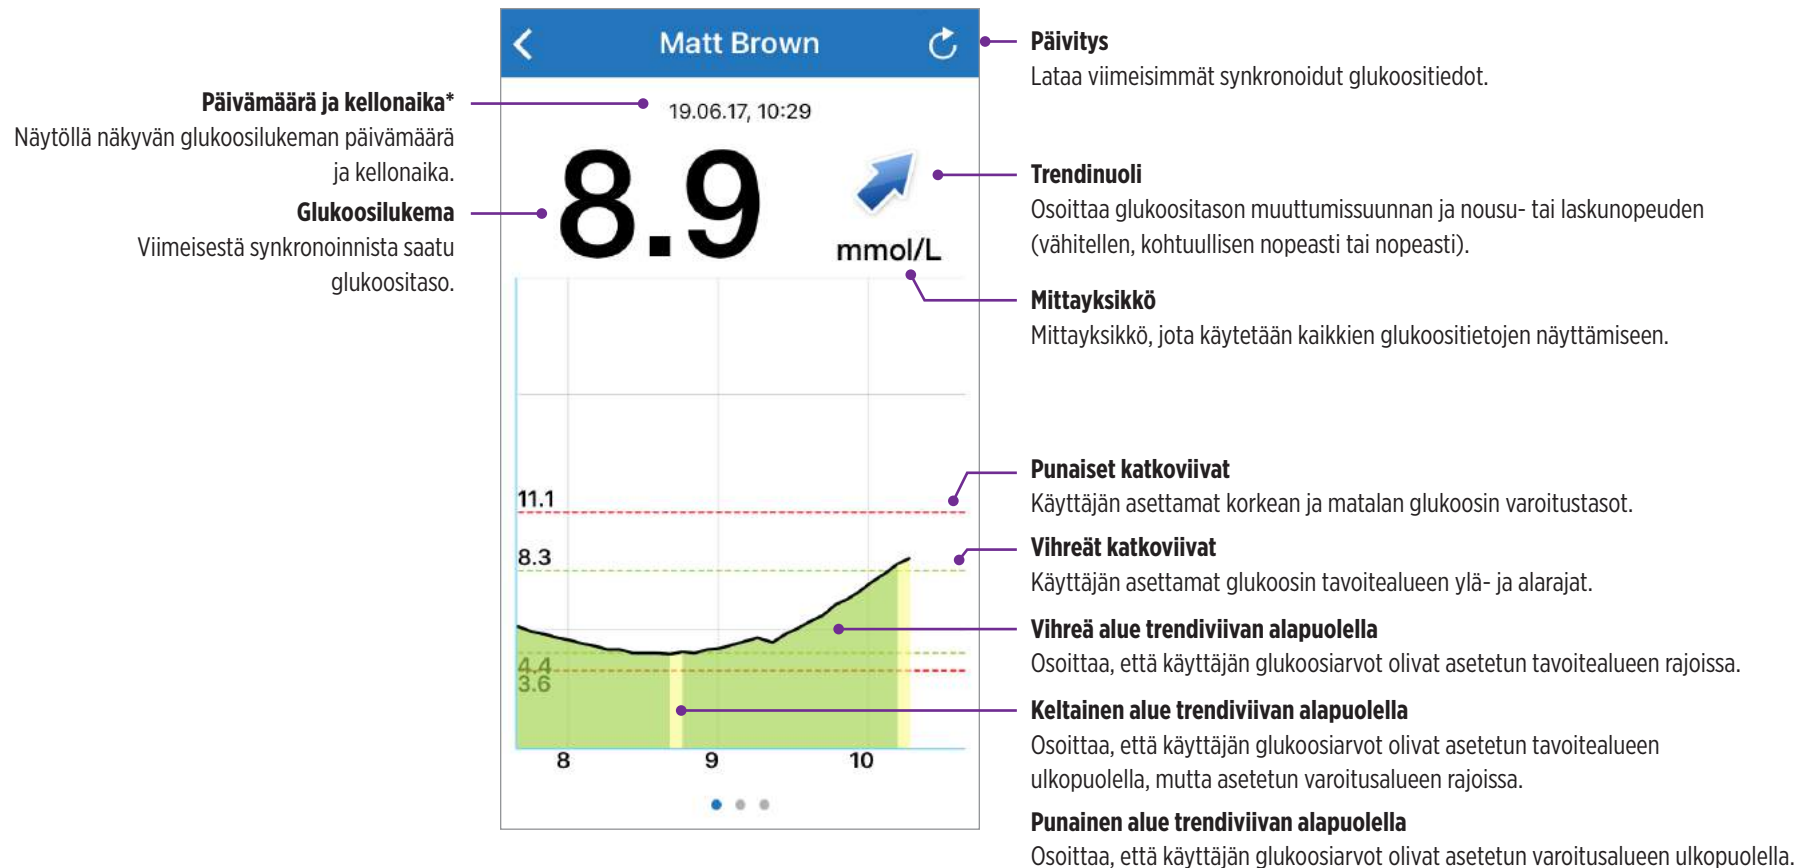 Matt Brown
19.06.17, 10:29
8.9
mmol/L
11.1
8.3
4.4
3.6
8 9 10
Päivämäärä ja kellonaika*
Näytöllä näkyvän glukoosilukeman päivämäärä
ja kellonaika.
Glukoosilukema
Viimeisestä synkronoinnista saatu
glukoositaso.
Päivitys
Lataa viimeisimmät synkronoidut glukoositiedot.
Trendinuoli
Osoittaa glukoositason muuttumissuunnan ja nousu- tai laskunopeuden
(vähitellen, kohtuullisen nopeasti tai nopeasti).
Mittayksikkö
Mittayksikkö, jota käytetään kaikkien glukoositietojen näyttämiseen.
Punaiset katkoviivat
Käyttäjän asettamat korkean ja matalan glukoosin varoitustasot.
Vihreät katkoviivat
Käyttäjän asettamat glukoosin tavoitealueen ylä- ja alarajat.
Vihreä alue trendiviivan alapuolella
Osoittaa, että käyttäjän glukoosiarvot olivat asetetun tavoitealueen rajoissa.
Keltainen alue trendiviivan alapuolella
Osoittaa, että käyttäjän glukoosiarvot olivat asetetun tavoitealueen
ulkopuolella, mutta asetetun varoitusalueen rajoissa.
Punainen alue trendiviivan alapuolella
Osoittaa, että käyttäjän glukoosiarvot olivat asetetun varoitusalueen ulkopuolella.